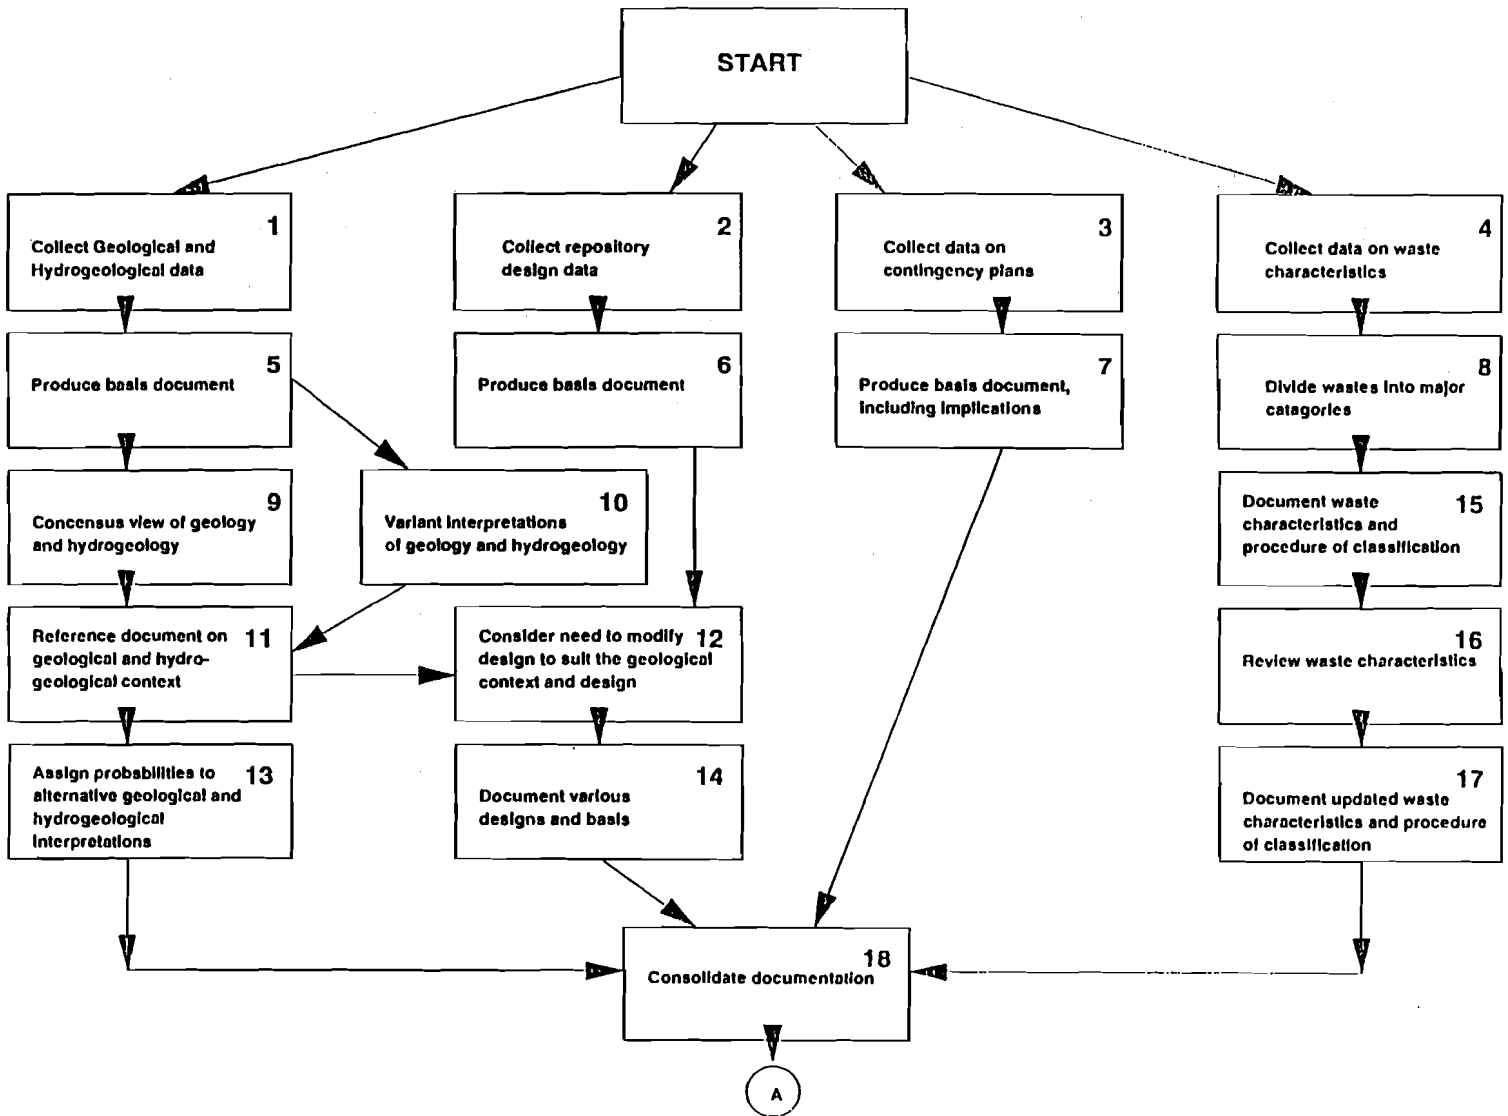 START
1
Collect Geological and
Hydrogeological data
2
Collect repository
design data
3
Collect data on
contingency plans
4
Collect data on waste
characteristics
5
Produce basis document
6
Produce basis document
7
Produce basis document,
including implications
8
Divide wastes into major
catagories
9
Concensus view of geology
and hydrogeology
10
Variant interpretations
of geology and hydrogeology
15
Document waste
characteristics and
procedure of classification
11
Reference document on
geological and hydro-
geological context
12
Consider need to modify
design to suit the geological
context and design
16
Review waste characteristics
13
Assign probabilities to
alternative geological and
hydrogeological
interpretations
14
Document various
designs and basis
17
Document updated waste
characteristics and procedure
of classification
18
Consolidate documentation
A